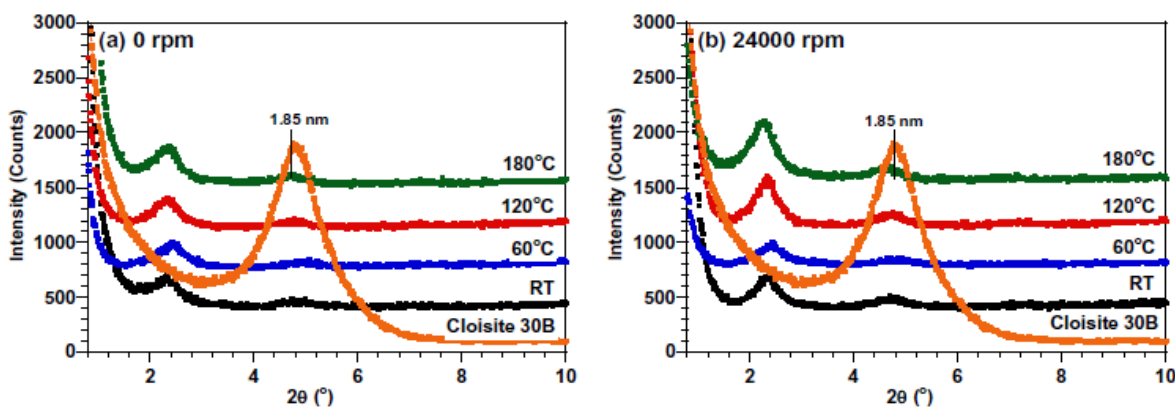 (a) 0 rpm
3000
2500
2000
1500
1000
500
0
Intensity (Counts)
1.85 nm
180°C
120°C
60°C
RT
Cloisite 30B
2 4 6 8 10
2θ (°)
(b) 24000 rpm
3000
2500
2000
1500
1000
500
0
Intensity (Counts)
1.85 nm
180°C
120°C
60°C
RT
Cloisite 30B
2 4 6 8 10
2θ (°)